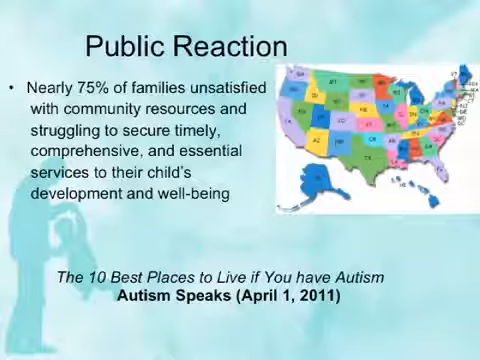 Public Reaction
• Nearly 75% of families unsatisfied
with community resources and
struggling to secure timely,
comprehensive, and essential
services to their child's
development and well-being
The 10 Best Places to Live if You have Autism
Autism Speaks (April 1, 2011)